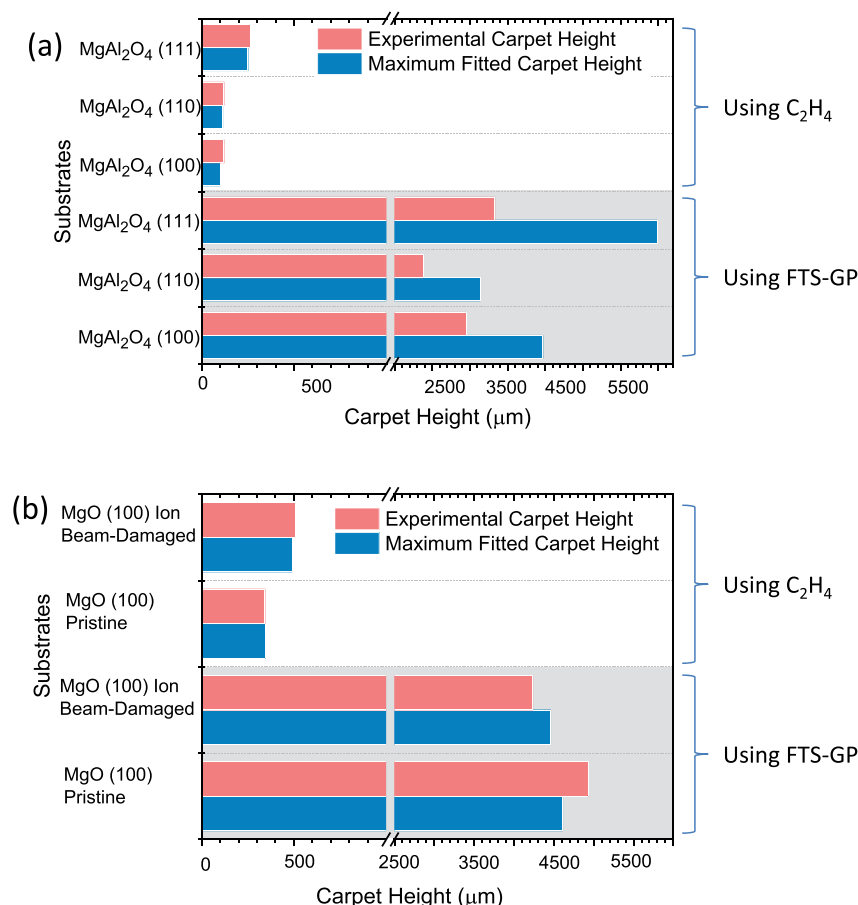 (a)
Experimental Carpet Height
Maximum Fitted Carpet Height
MgAl2O4 (111)
MgAl2O4 (110)
MgAl2O4 (100)
MgAl2O4 (111)
MgAl2O4 (110)
MgAl2O4 (100)
Substrates
Using C2H4
Using FTS-GP
0 500 2500 3500 4500 5500
Carpet Height (μm)
(b)
Experimental Carpet Height
Maximum Fitted Carpet Height
MgO (100) Ion
Beam-Damaged
MgO (100)
Pristine
MgO (100) Ion
Beam-Damaged
MgO (100)
Pristine
Substrates
Using C2H4
Using FTS-GP
0 500 2500 3500 4500 5500
Carpet Height (μm)